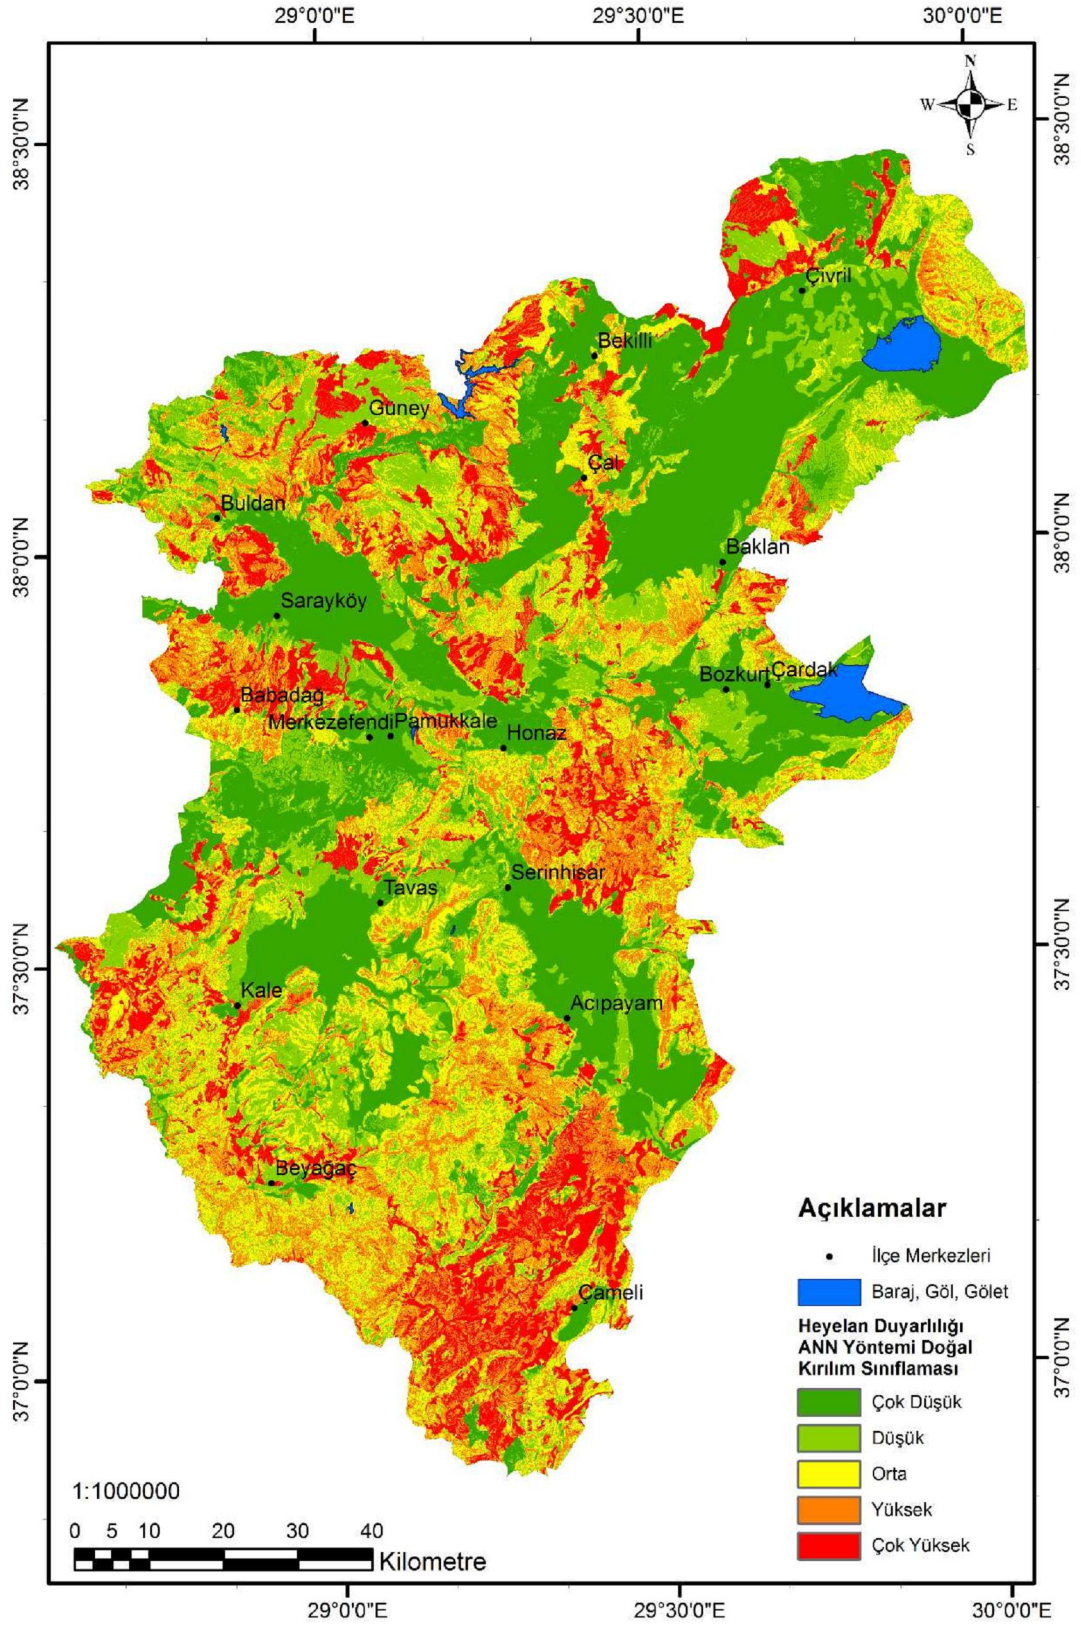 29°0'0"E
29°30'0"E
30°0'0"E
38°30'0"N
38°0'0"N
37°30'0"N
37°0'0"N
38°30'0"N
38°0'0"N
37°30'0"N
37°0'0"N
N
W
E
S
Çivril
Bekilli
Güney
Çal
Buldan
Baklan
Sarayköy
Bozkurt
Çardak
Babadağ
Merkezefendi
Pamukkale
Honaz
Serinhisar
Tavas
Kale
Acıpayam
Beyağaç
Çameli
Açıklamalar
İlçe Merkezleri
Baraj, Göl, Gölet
Heyelan Duyarlılığı
ANN Yöntemi Doğal
Kırılım Sınıflaması
Çok Düşük
Düşük
Orta
Yüksek
Çok Yüksek
1:1000000
0 5 10 20 30 40
Kilometre
29°0'0"E
29°30'0"E
30°0'0"E